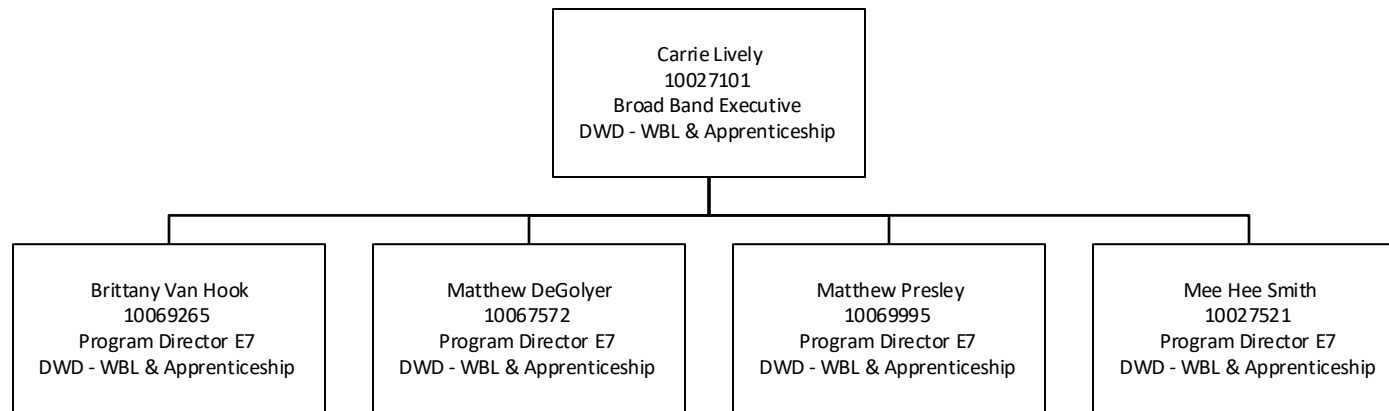 Carrie Lively
10027101
Broad Band Executive
DWD - WBL & Apprenticeship
Brittany Van Hook
10069265
Program Director E7
DWD - WBL & Apprenticeship
Matthew DeGolyer
10067572
Program Director E7
DWD - WBL & Apprenticeship
Matthew Presley
10069995
Program Director E7
DWD - WBL & Apprenticeship
Mee Hee Smith
10027521
Program Director E7
DWD - WBL & Apprenticeship